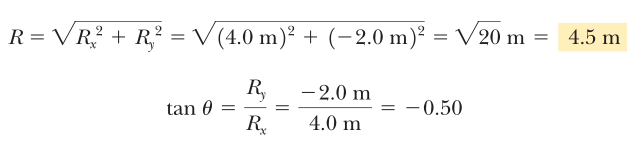 R = √(R_x² + R_y²) = √((4.0 m)² + (−2.0 m)²) = √20 m = 4.5 m
tan θ = R_y/R_x = −2.0 m/4.0 m = −0.50